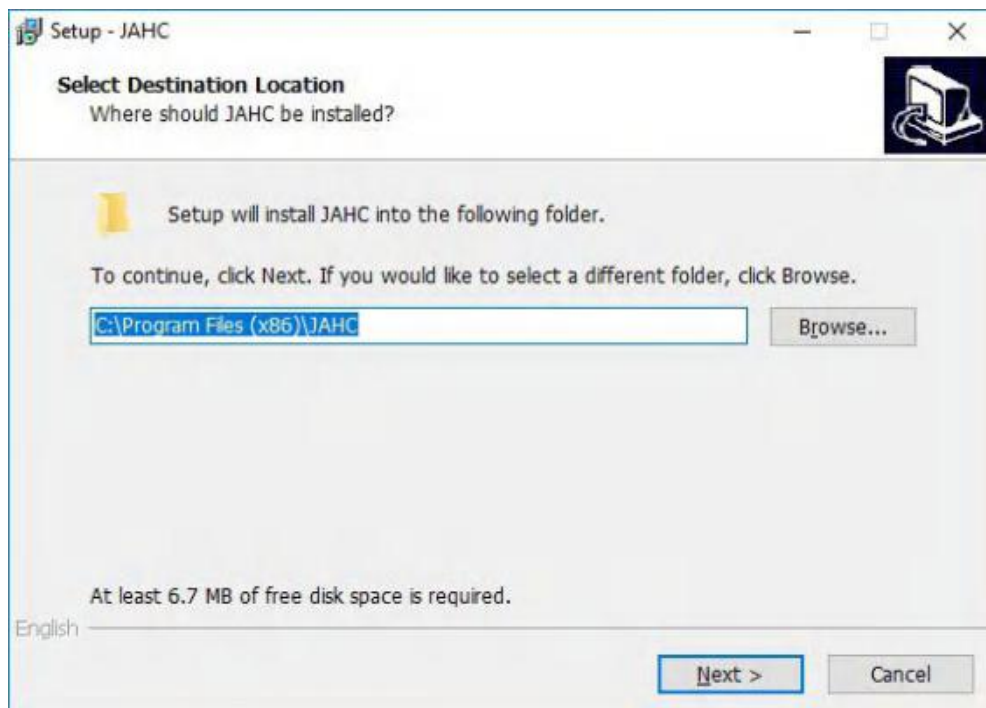 Setup - JAHC
Select Destination Location
Where should JAHC be installed?
Setup will install JAHC into the following folder.
To continue, click Next. If you would like to select a different folder, click Browse.
C:\Program Files (x86)\JAHC
Browse...
At least 6.7 MB of free disk space is required.
English
Next >
Cancel